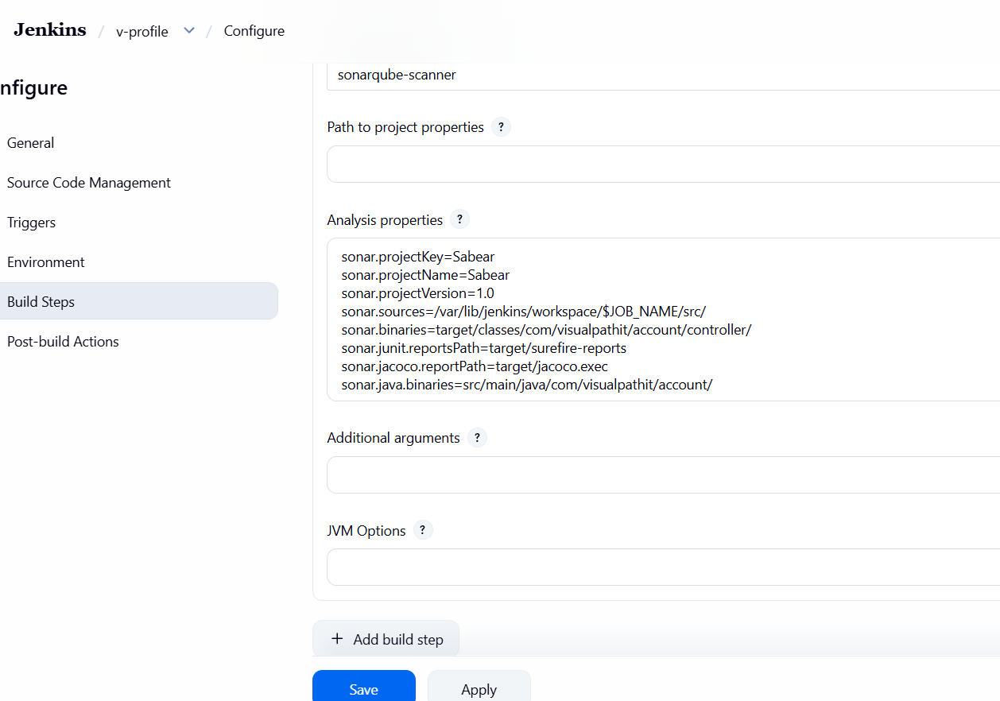 Jenkins / v-profile / Configure
nfigure
General
Source Code Management
Triggers
Environment
Build Steps
Post-build Actions
sonarqube-scanner
Path to project properties ?
Analysis properties ?
sonar.projectKey=Sabear
sonar.projectName=Sabear
sonar.projectVersion=1.0
sonar.sources=/var/lib/jenkins/workspace/$JOB_NAME/src/
sonar.binaries=target/classes/com/visualpathit/account/controller/
sonar.junit.reportsPath=target/surefire-reports
sonar.jacoco.reportPath=target/jacoco.exec
sonar.java.binaries=src/main/java/com/visualpathit/account/
Additional arguments ?
JVM Options ?
+ Add build step
Save Apply